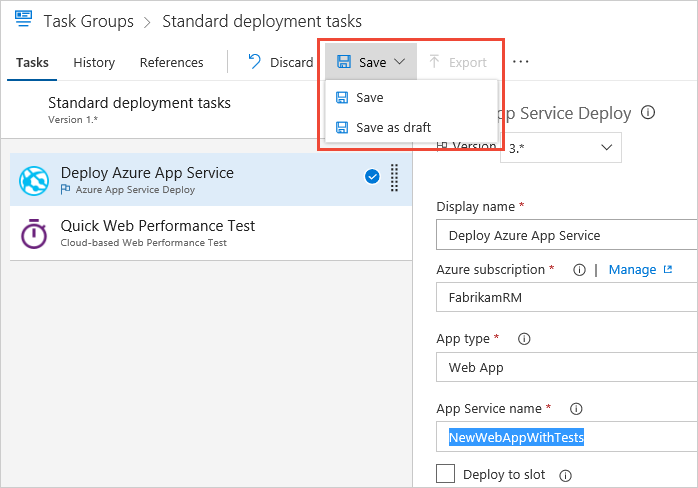 Task Groups > Standard deployment tasks
Tasks History References Discard Save Export ...
Save
Save as draft
Standard deployment tasks
Version 1.*
Deploy Azure App Service
Azure App Service Deploy
Quick Web Performance Test
Cloud-based Web Performance Test
App Service Deploy
Version 3.*
Display name *
Deploy Azure App Service
Azure subscription * | Manage
FabrikamRM
App type *
Web App
App Service name *
NewWebAppWithTests
Deploy to slot